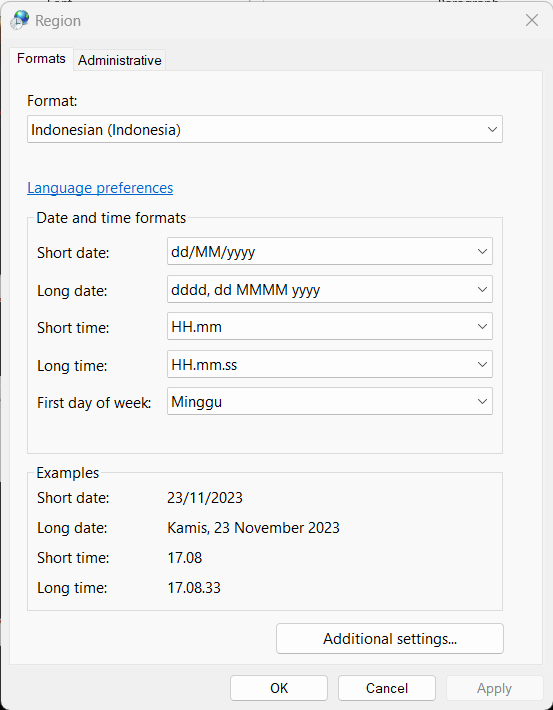 Region
Formats
Administrative
Format:
Indonesian (Indonesia)
Language preferences
Date and time formats
Short date:
dd/MM/yyyy
Long date:
dddd, dd MMMM yyyy
Short time:
HH.mm
Long time:
HH.mm.ss
First day of week:
Minggu
Examples
Short date:
23/11/2023
Long date:
Kamis, 23 November 2023
Short time:
17.08
Long time:
17.08.33
Additional settings...
OK
Cancel
Apply